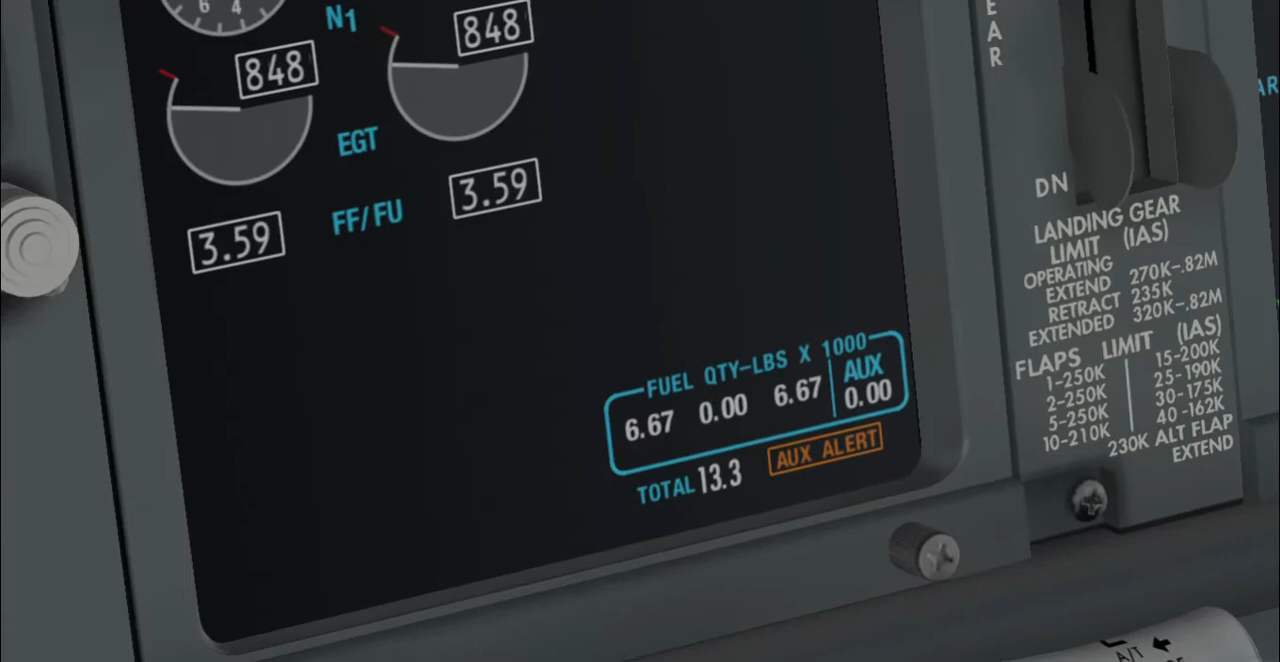 6 4
N1
848
848
EGT
3.59
FF/FU
3.59
FUEL QTY-LBS X 1000
6.67 0.00 6.67
AUX
0.00
TOTAL 13.3
AUX ALERT
EAR
DN
LANDING GEAR
LIMIT (IAS)
OPERATING
EXTEND 270K-.82M
RETRACT 235K
EXTENDED 320K-.82M
FLAPS LIMIT (IAS)
1-250K
2-250K
5-250K
10-210K
15-200K
25-190K
30-175K
40-162K
230K ALT FLAP
EXTEND
AR
A/T